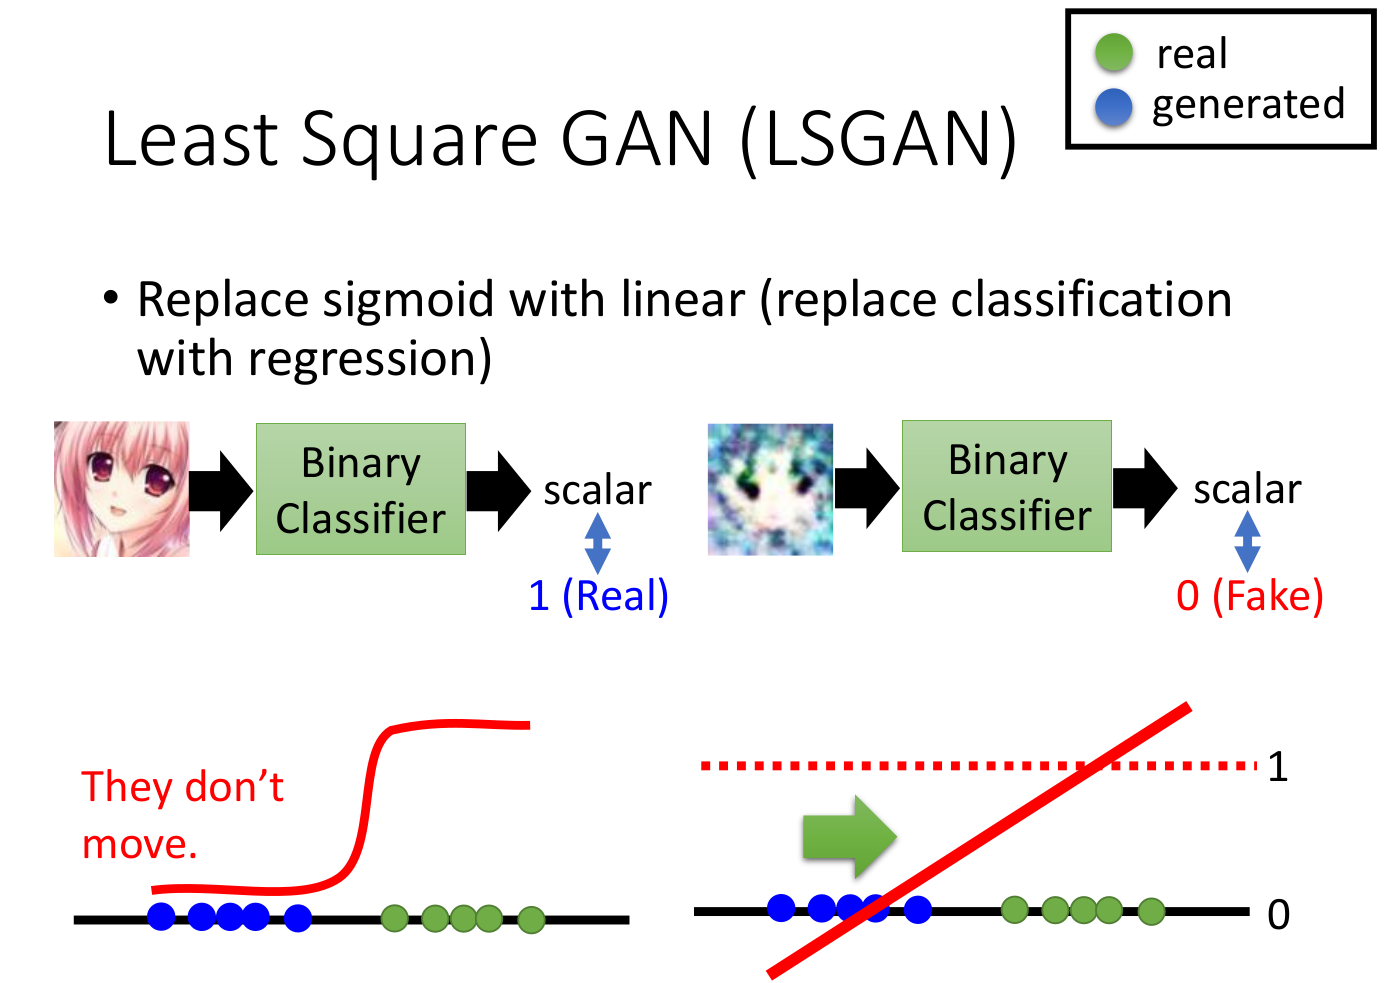 real
generated
Least Square GAN (LSGAN)
• Replace sigmoid with linear (replace classification
with regression)
Binary
Classifier
scalar
1 (Real)
Binary
Classifier
scalar
0 (Fake)
They don’t
move.
1
0